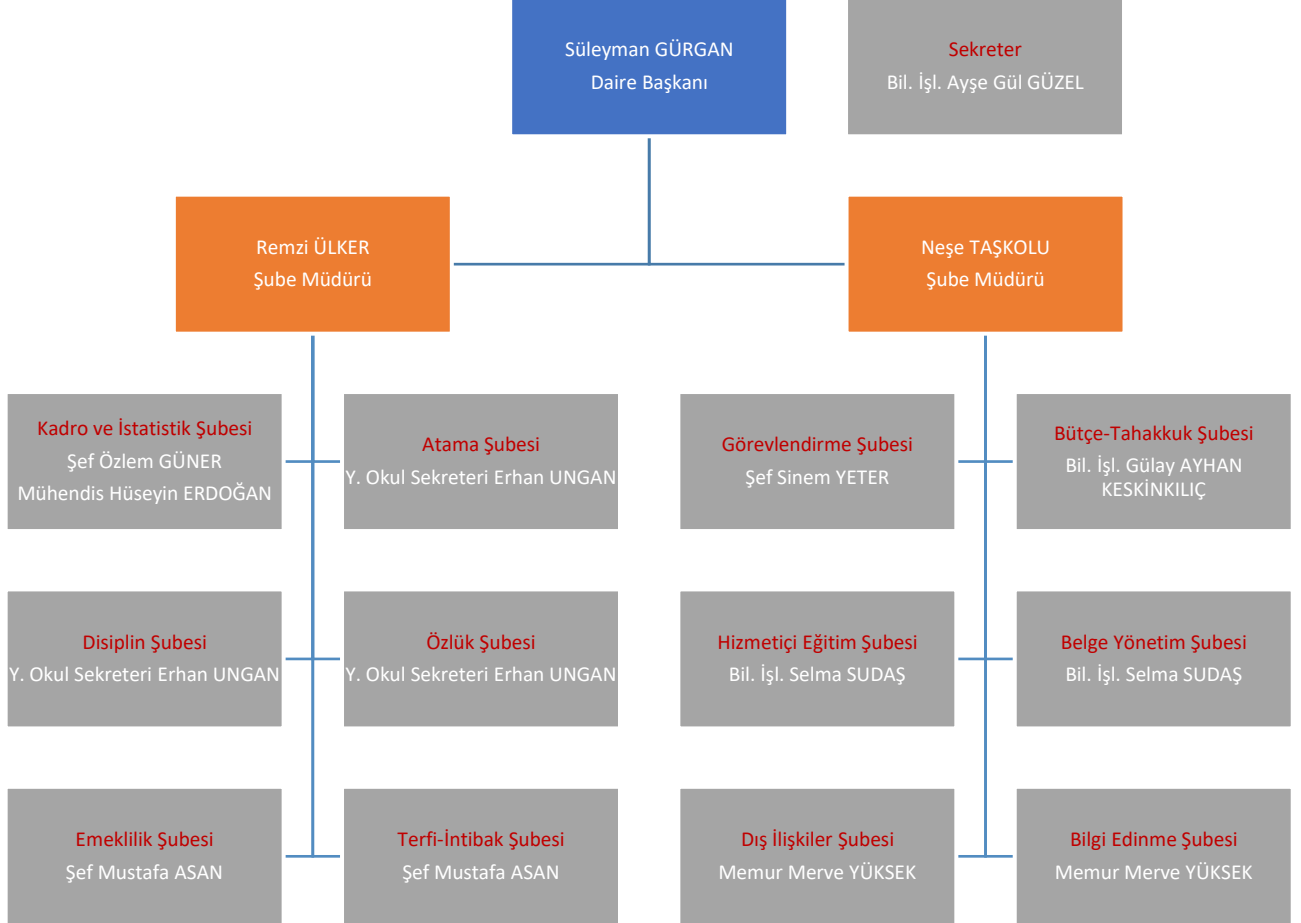 Süleyman GÜRGAN
Daire Başkanı
Sekreter
Bil. İşl. Ayşe Gül GÜZEL
Remzi ÜLKER
Şube Müdürü
Neşe TAŞKOLU
Şube Müdürü
Kadro ve İstatistik Şubesi
Şef Özlem GÜNER
Mühendis Hüseyin ERDOĞAN
Atama Şubesi
Y. Okul Sekreteri Erhan UNGAN
Görevlendirme Şubesi
Şef Sinem YETER
Bütçe-Tahakkuk Şubesi
Bil. İşl. Gülay AYHAN
KESKİNKILIÇ
Disiplin Şubesi
Y. Okul Sekreteri Erhan UNGAN
Özlük Şubesi
Y. Okul Sekreteri Erhan UNGAN
Hizmetiçi Eğitim Şubesi
Bil. İşl. Selma SUDAŞ
Belge Yönetim Şubesi
Bil. İşl. Selma SUDAŞ
Emeklilik Şubesi
Şef Mustafa ASAN
Terfi-İntibak Şubesi
Şef Mustafa ASAN
Dış İlişkiler Şubesi
Memur Merve YÜKSEK
Bilgi Edinme Şubesi
Memur Merve YÜKSEK